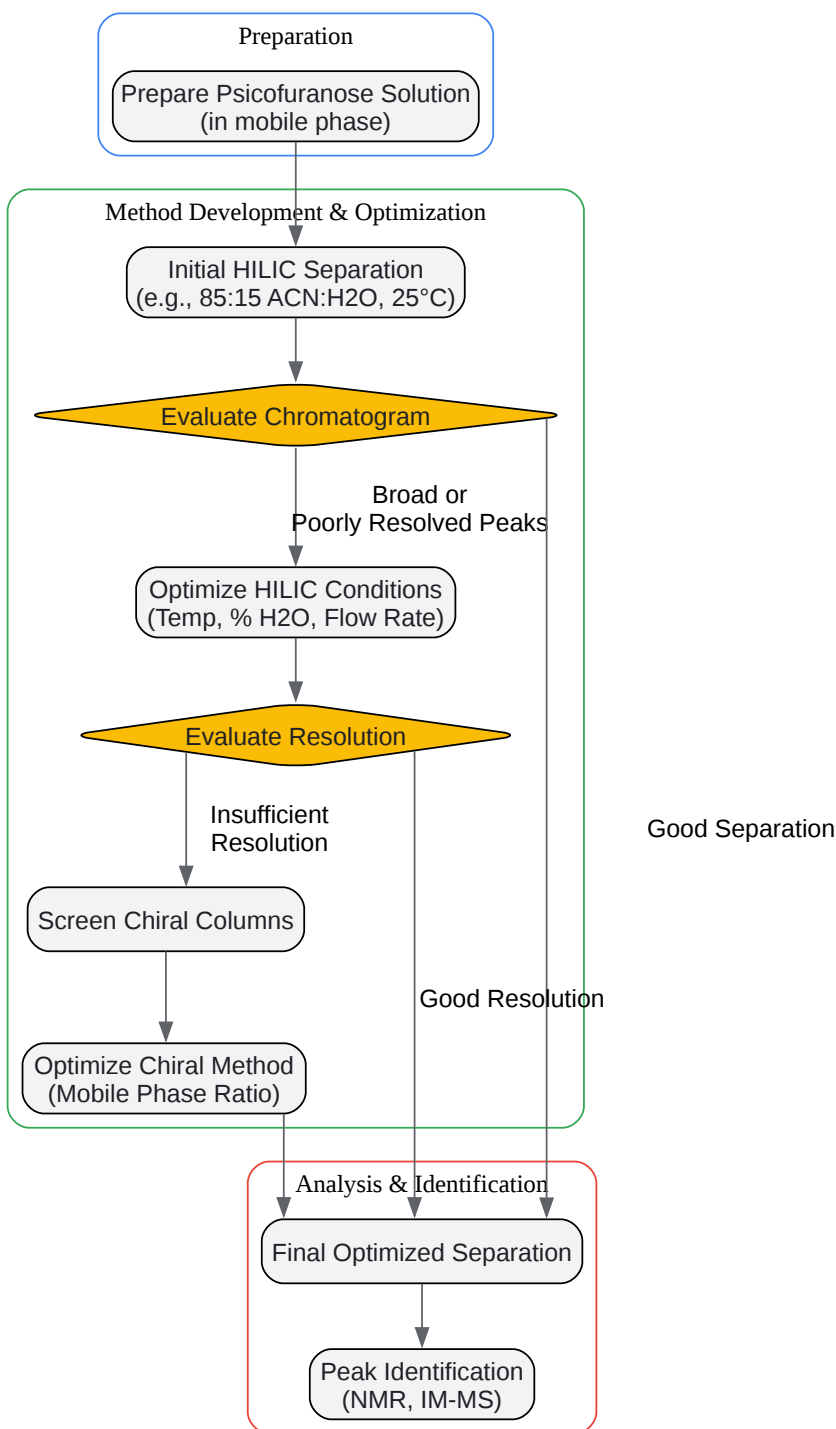 Preparation
Prepare Psicofuranose Solution
(in mobile phase)
Method Development & Optimization
Initial HILIC Separation
(e.g., 85:15 ACN:H2O, 25°C)
Evaluate Chromatogram
Broad or
Poorly Resolved Peaks
Optimize HILIC Conditions
(Temp, % H2O, Flow Rate)
Evaluate Resolution
Insufficient
Resolution
Good Separation
Screen Chiral Columns
Good Resolution
Optimize Chiral Method
(Mobile Phase Ratio)
Analysis & Identification
Final Optimized Separation
Peak Identification
(NMR, IM-MS)